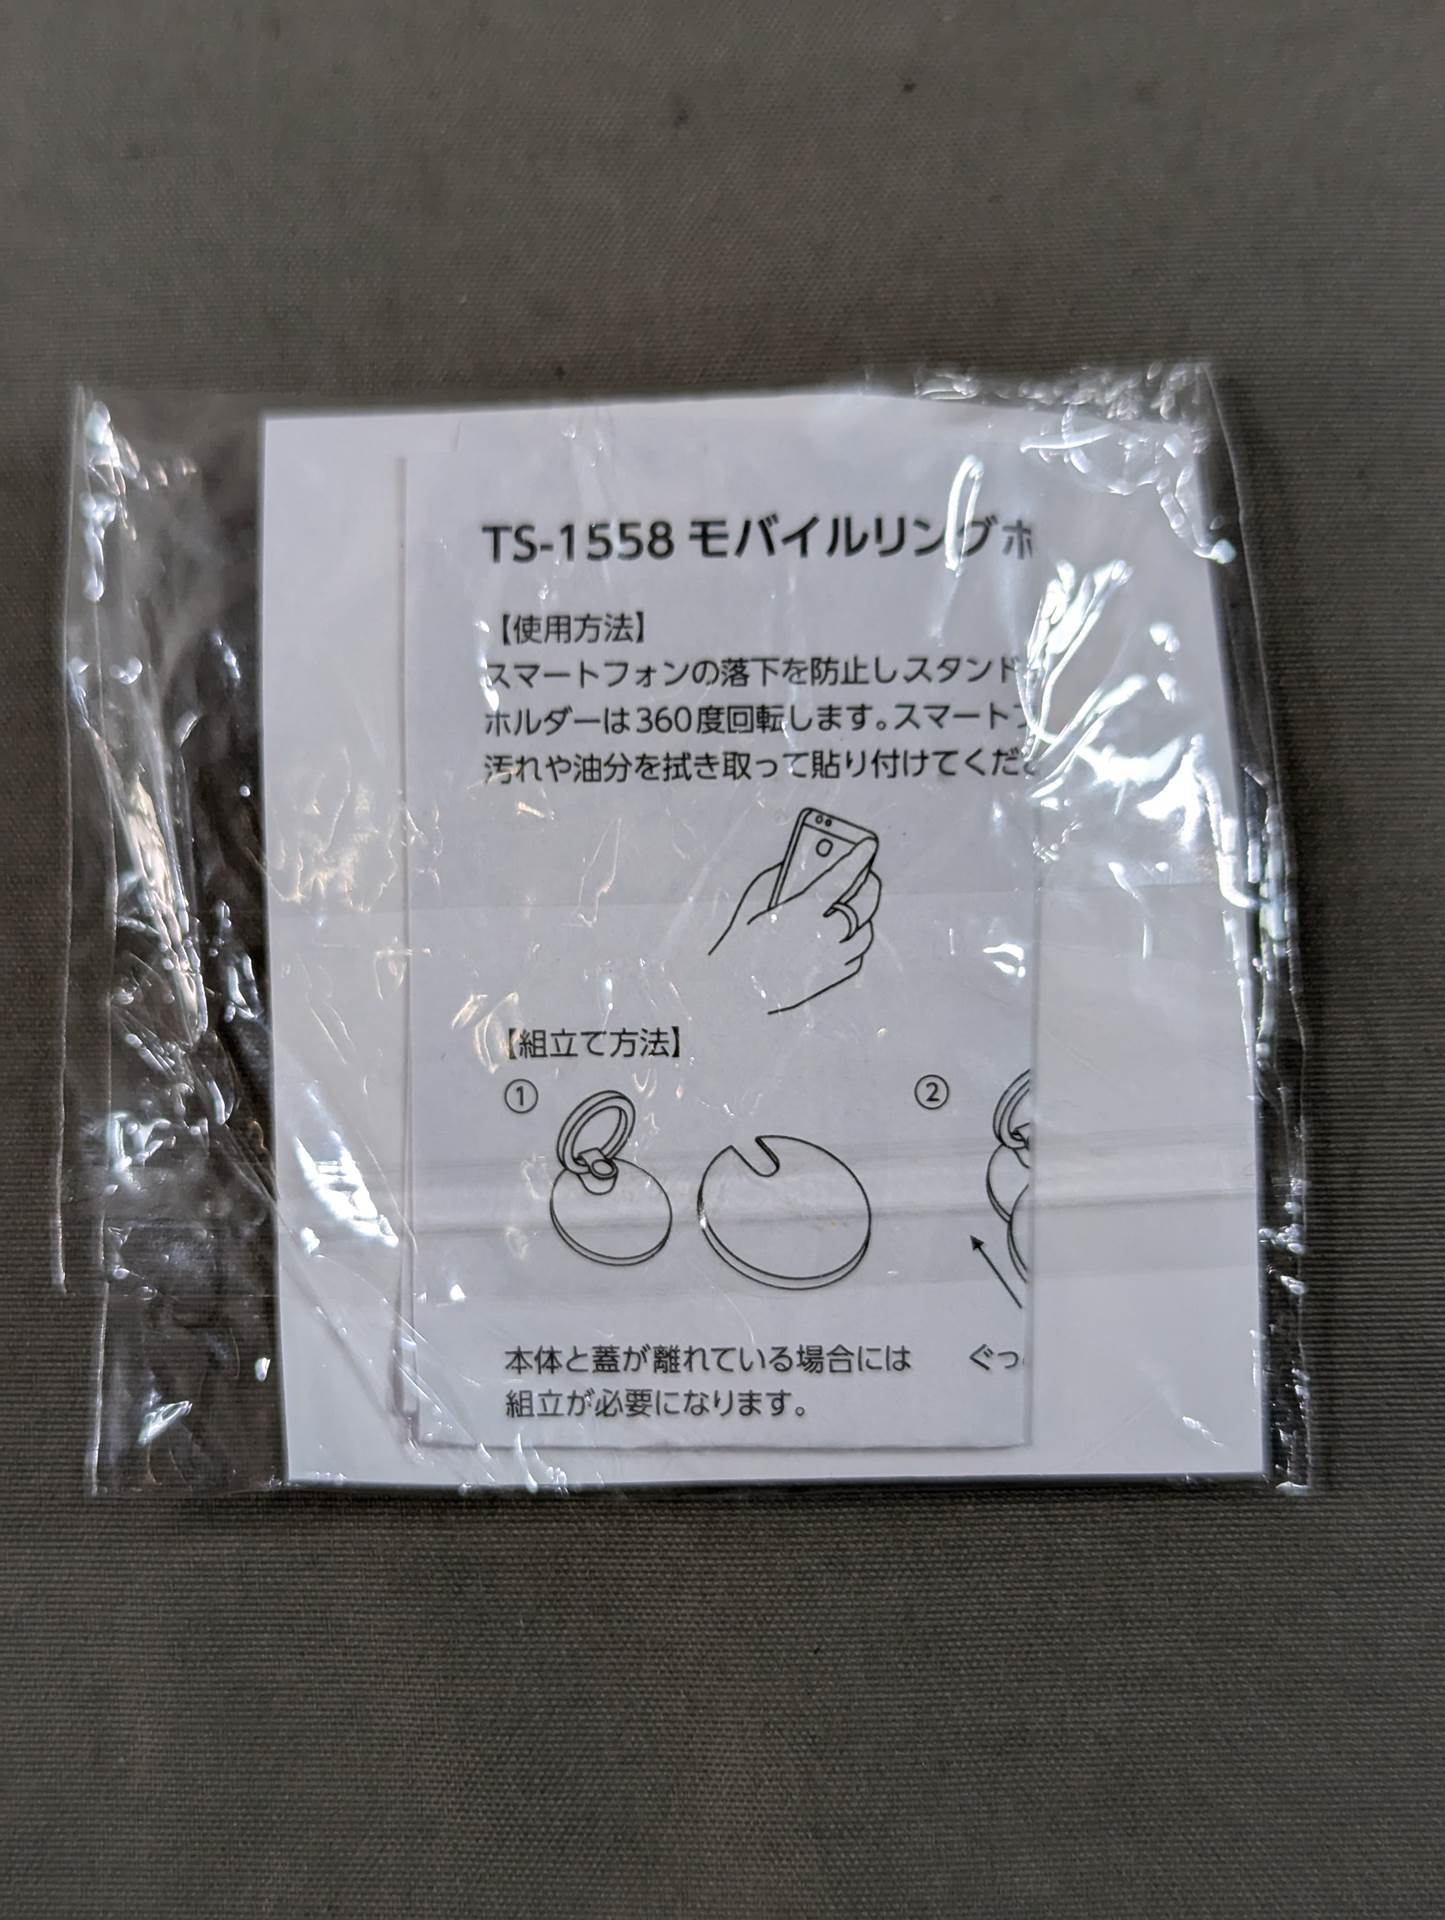 TS-1558 モバイルリングホ
【使用方法】
スマートフォンの落下を防止しスタンド
ホルダーは360度回転します。スマート
汚れや油分を拭き取って貼り付けてくだ
【組立て方法】
①
②
本体と蓋が離れている場合には
ぐっ
組立が必要になります。